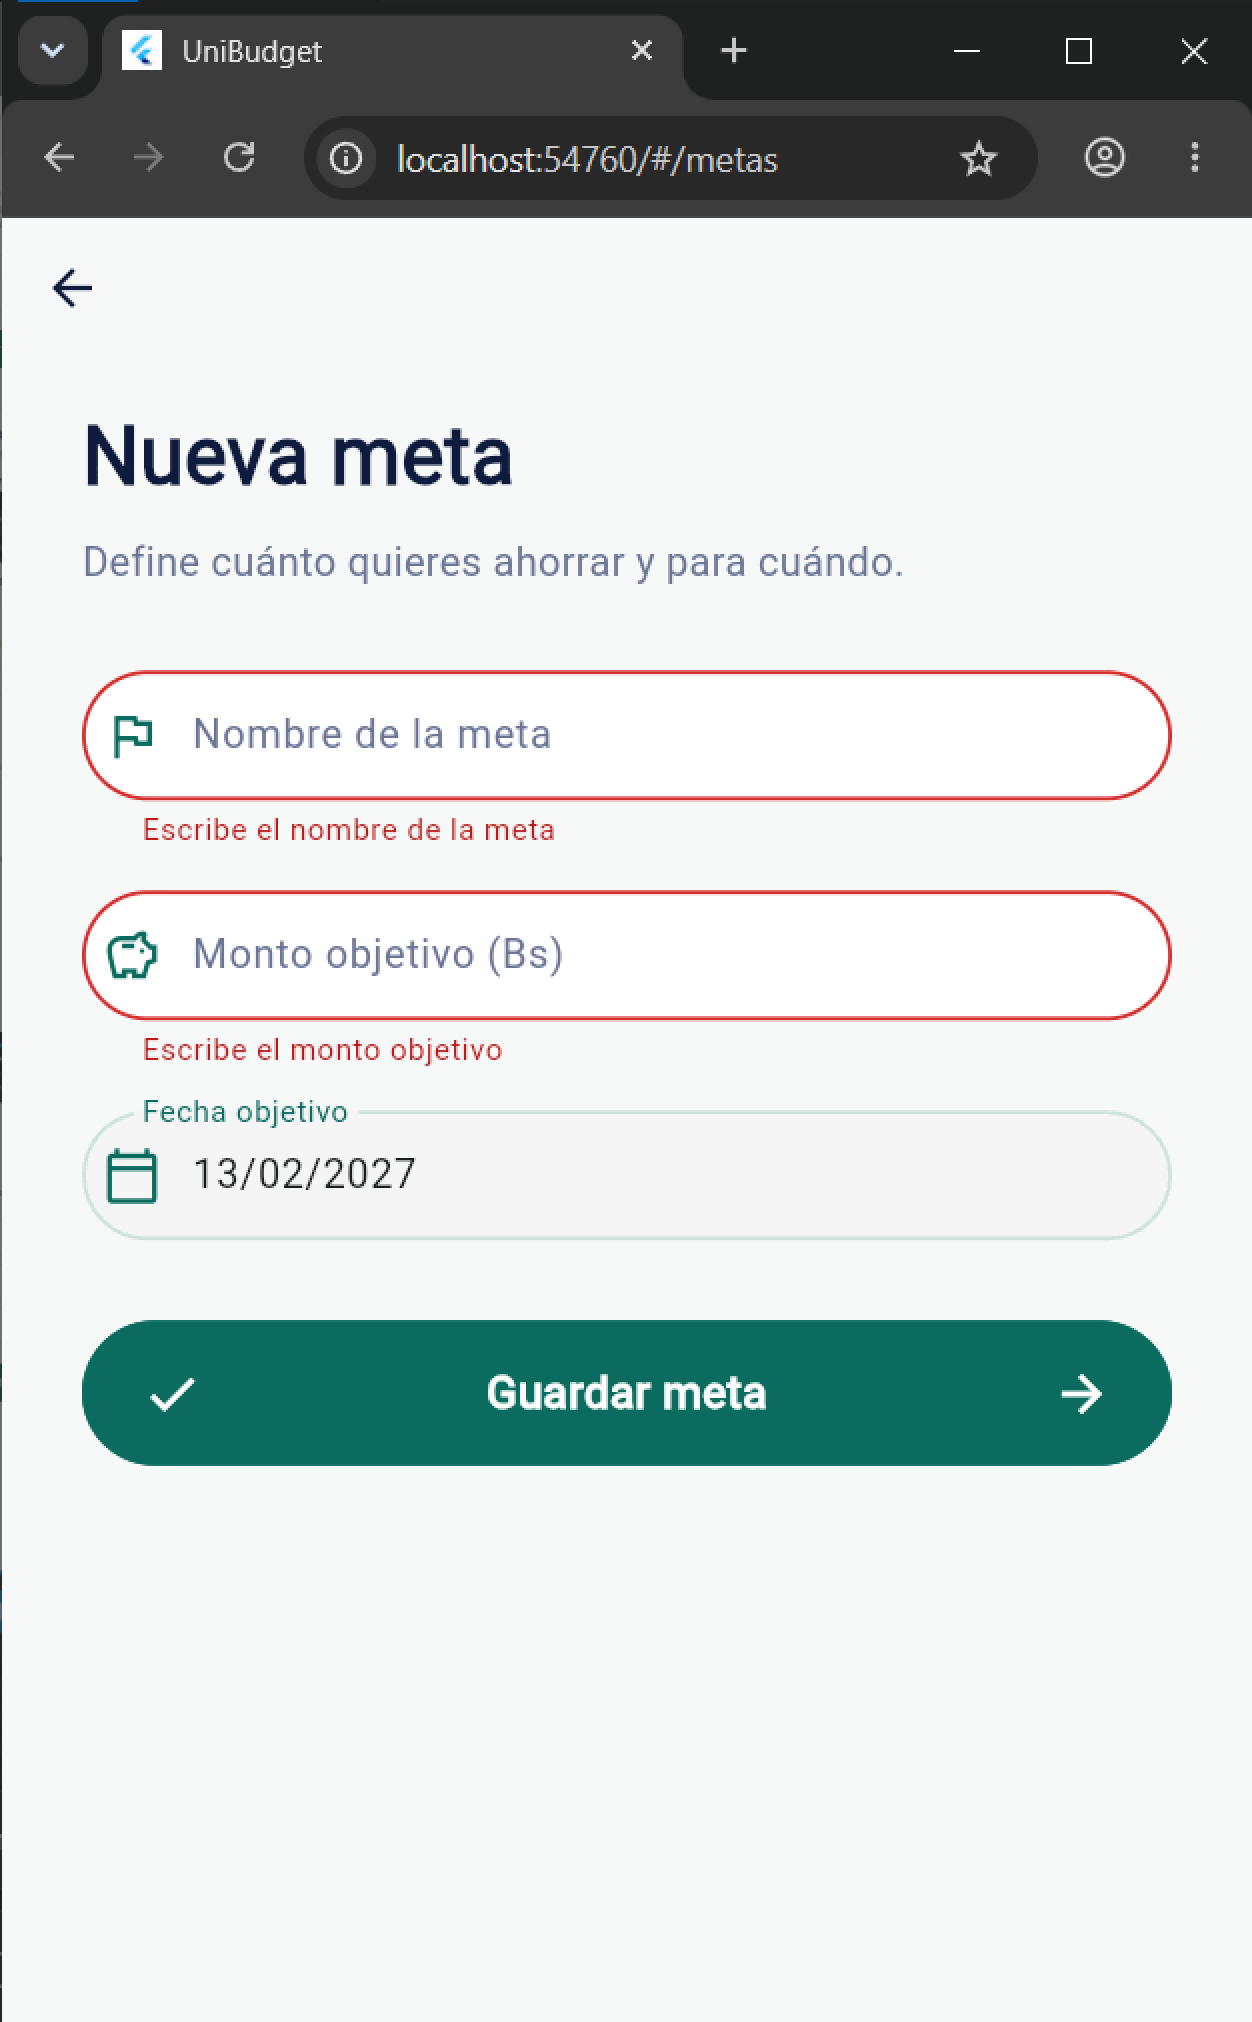 UniBudget
localhost:54760/#/metas
Nueva meta
Define cuánto quieres ahorrar y para cuándo.
Nombre de la meta
Escribe el nombre de la meta
Monto objetivo (Bs)
Escribe el monto objetivo
Fecha objetivo
13/02/2027
Guardar meta